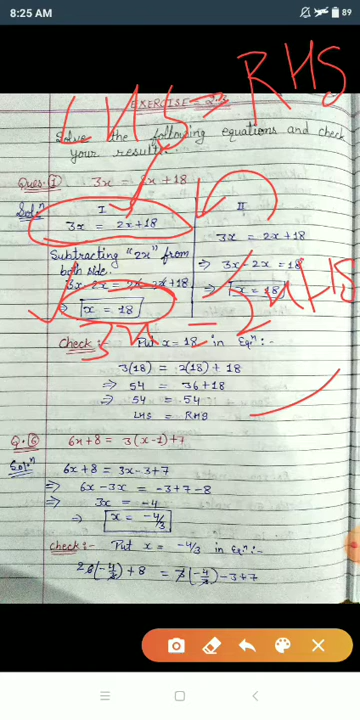 8:25 AM
89
LHS = RHS
EXERCISE = 2.3
Solve the following equations and check
your result.
Ques. 1 3x = 2x + 18
Solⁿ I
3x = 2x+18
Subtracting "2x" from
both side.
3x-2x = 2x-2x+18
⇒ x = 18
II
3x = 2x+18
⇒ 3x - 2x = 18
⇒ x = 18
Check :- Put x = 18 in Eqⁿ :-
3(18) = 2(18) + 18
⇒ 54 = 36+18
⇒ 54 = 54
LHS = RHS
Q. 6 6x+8 = 3(x-1)+7
Solⁿ
6x+8 = 3x-3+7
⇒ 6x-3x = -3+7-8
⇒ 3x = -4
⇒ x = -4/3
Check :- Put x = -4/3 in Eqⁿ :-